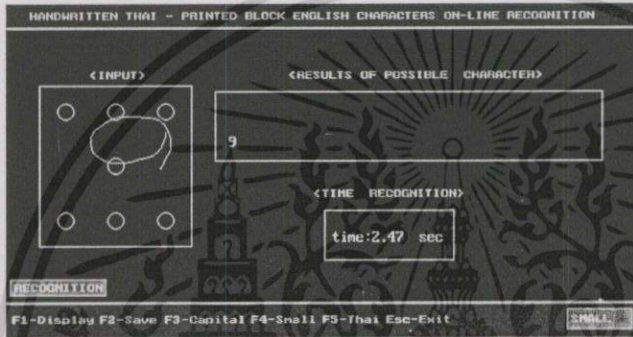 HANDWRITTEN THAI - PRINTED BLOCK ENGLISH CHARACTERS ON-LINE RECOGNITION
<INPUT>
<RESULTS OF POSSIBLE CHARACTER>
9
<TIME RECOGNITION>
time:2.47 sec
RECOGNITION
F1-Display F2-Save F3-Capital F4-Small F5-Thai Esc-Exit
SMALL